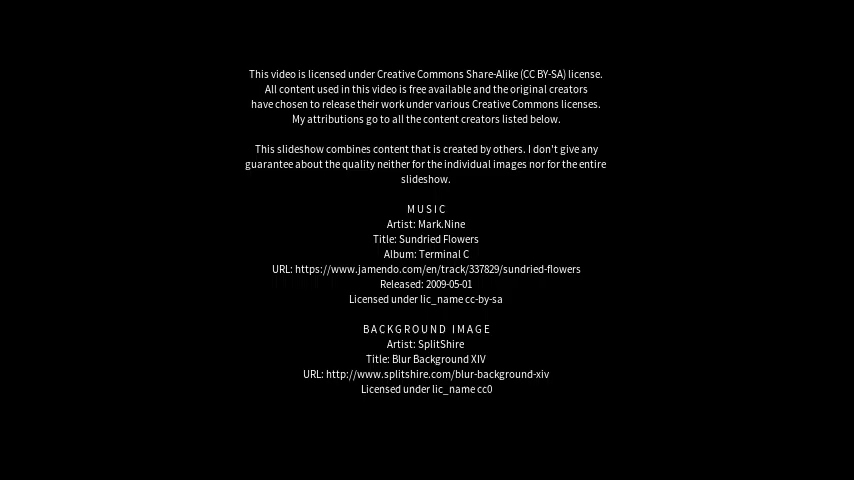 This video is licensed under Creative Commons Share-Alike (CC BY-SA) license.
All content used in this video is free available and the original creators
have chosen to release their work under various Creative Commons licenses.
My attributions go to all the content creators listed below.
This slideshow combines content that is created by others. I don't give any
guarantee about the quality neither for the individual images nor for the entire
slideshow.
MUSIC
Artist: Mark.Nine
Title: Sundried Flowers
Album: Terminal C
URL: https://www.jamendo.com/en/track/337829/sundried-flowers
Released: 2009-05-01
Licensed under lic_name cc-by-sa
BACKGROUND IMAGE
Artist: SplitShire
Title: Blur Background XIV
URL: http://www.splitshire.com/blur-background-xiv
Licensed under lic_name cc0